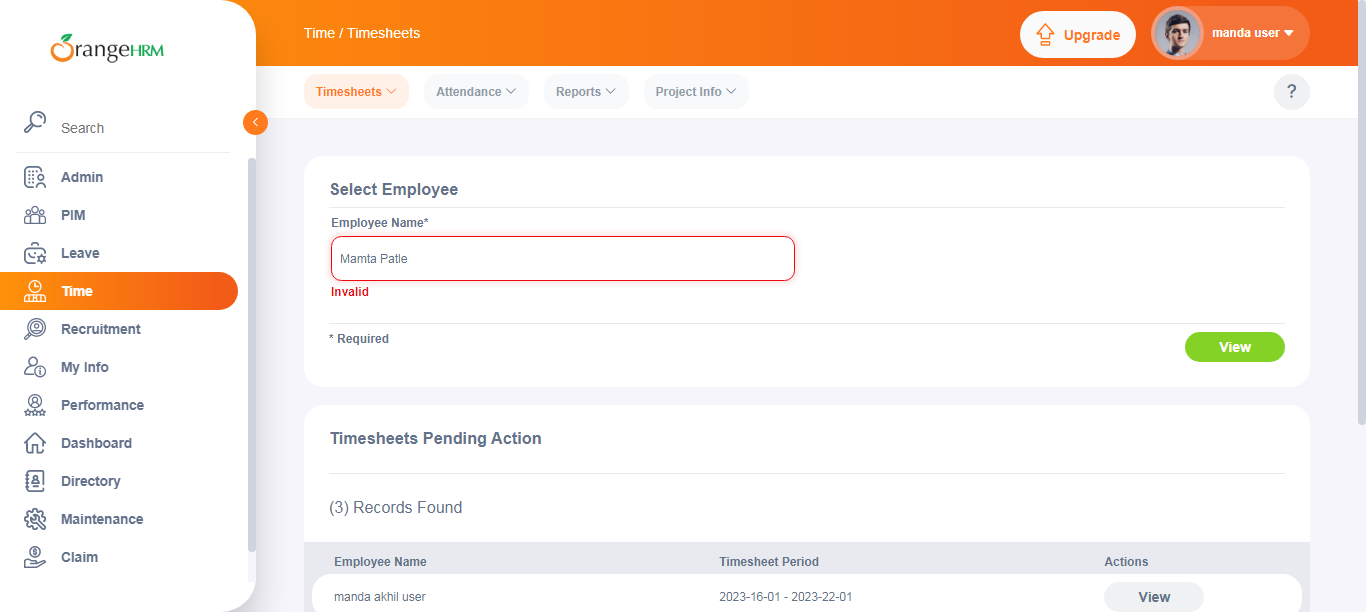 OrangeHRM
Time / Timesheets
Upgrade
manda user
Timesheets
Attendance
Reports
Project Info
?
Search
Admin
PIM
Leave
Time
Recruitment
My Info
Performance
Dashboard
Directory
Maintenance
Claim
Select Employee
Employee Name*
Mamta Patle
Invalid
* Required
View
Timesheets Pending Action
(3) Records Found
Employee Name Timesheet Period Actions
manda akhil user 2023-16-01 - 2023-22-01 View